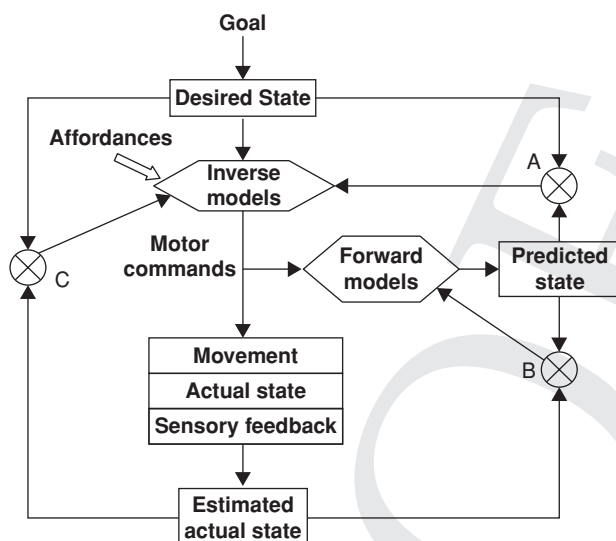 Goal
Desired State
Affordances
A
Inverse
models
Motor
commands
Forward
models
Predicted
state
C
B
Movement
Actual state
Sensory feedback
Estimated
actual state